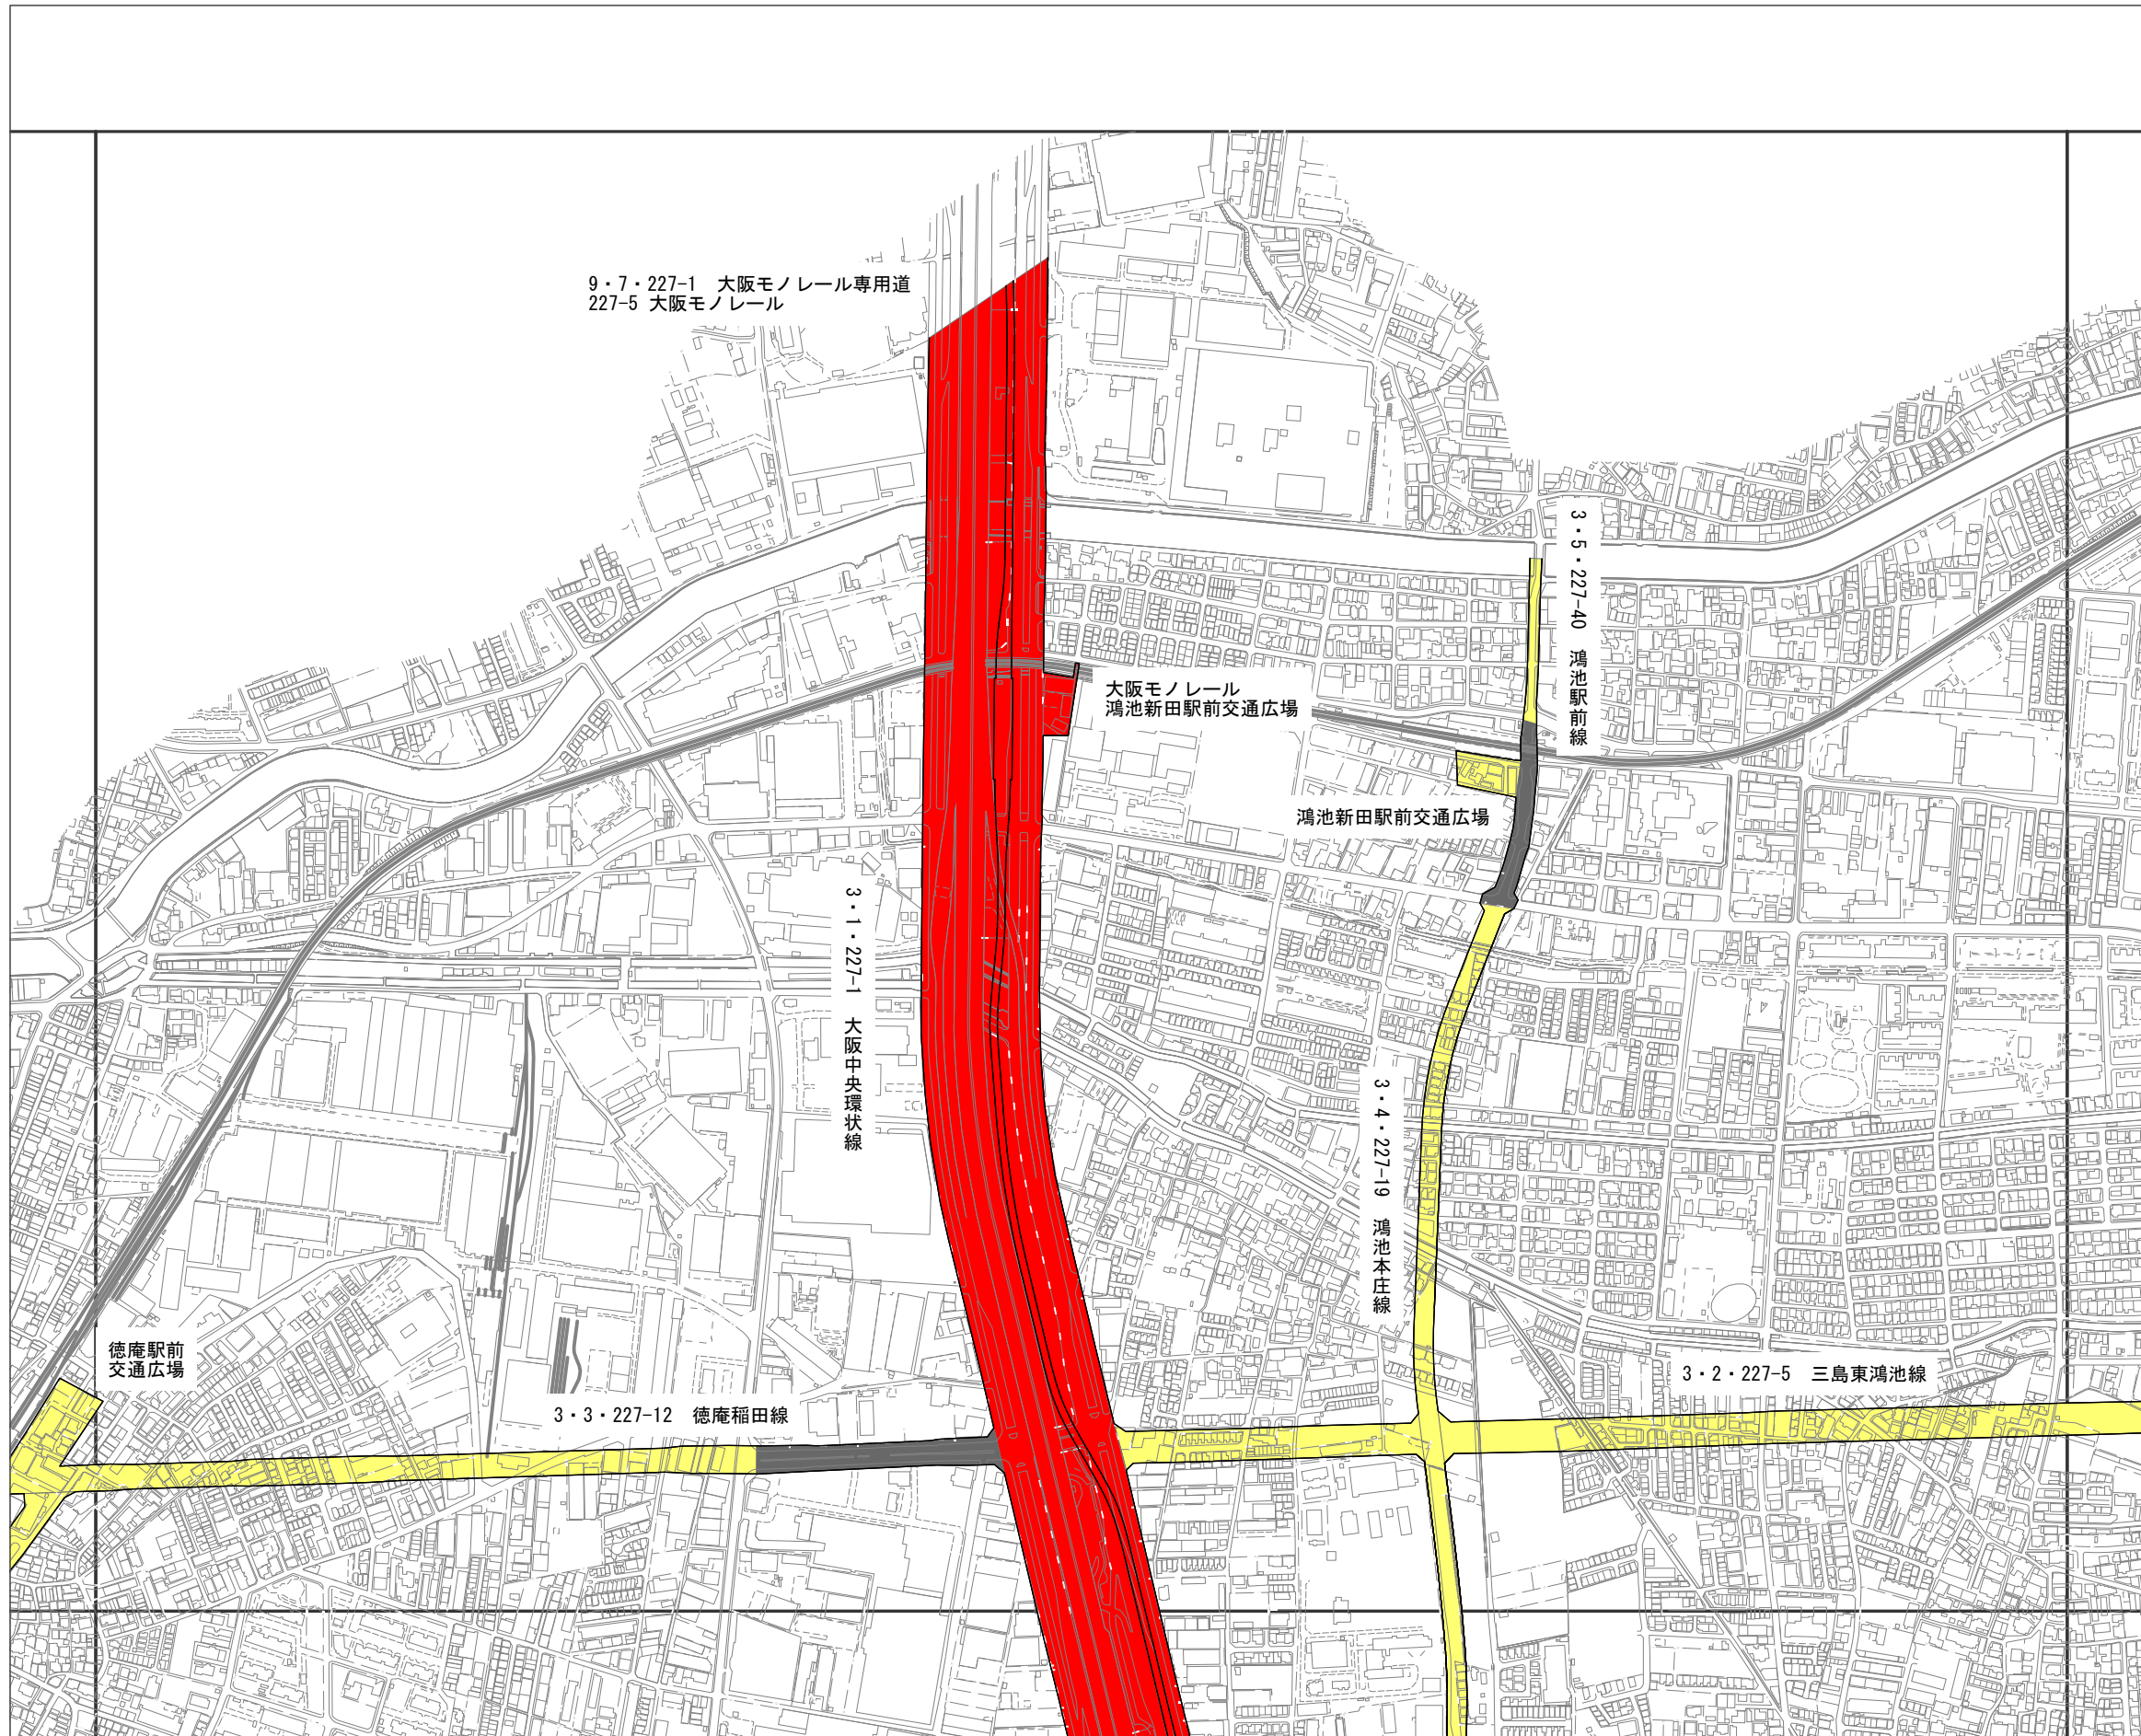 9・7・227-1　大阪モノレール専用道
227-5 大阪モノレール
3・5・227-40　鴻池駅前線
大阪モノレール
鴻池新田駅前交通広場
鴻池新田駅前交通広場
3・1・227-1　大阪中央環状線
3・4・227-19　鴻池本庄線
徳庵駅前
交通広場
3・2・227-5　三島東鴻池線
3・3・227-12　徳庵稲田線